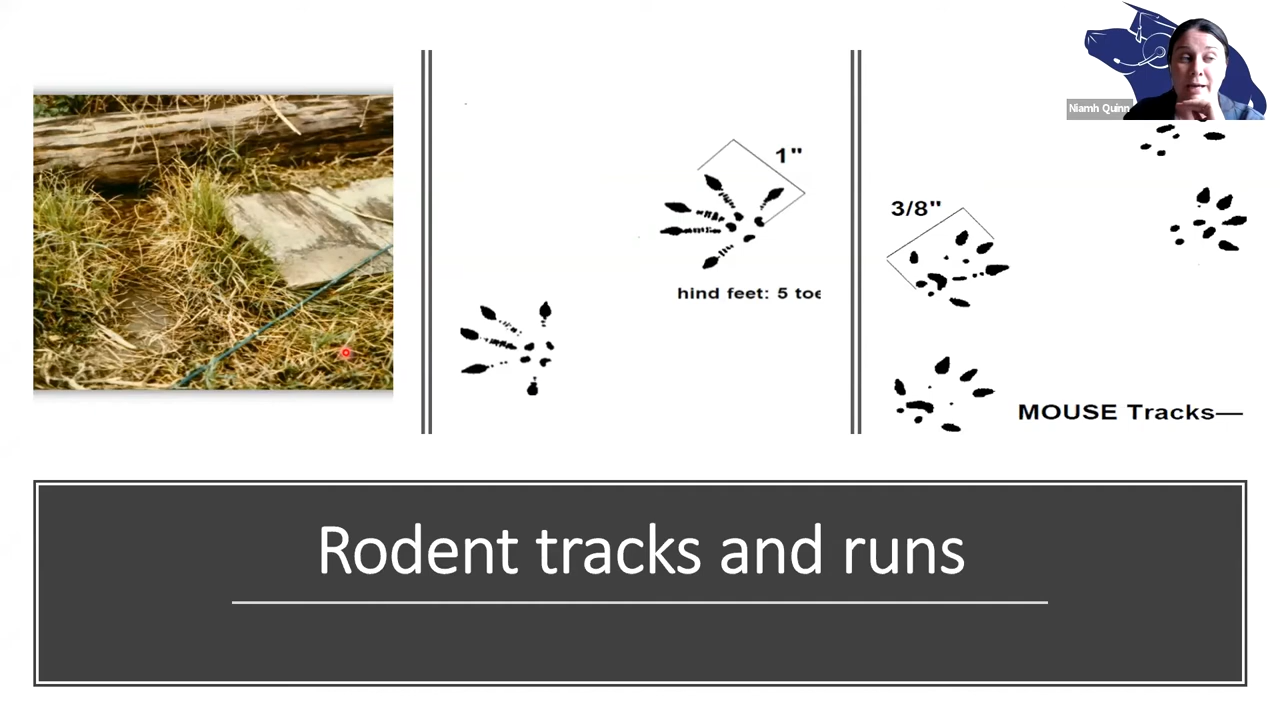 Niamh Quinn
1"
hind feet: 5 toe
3/8"
MOUSE Tracks—
Rodent tracks and runs